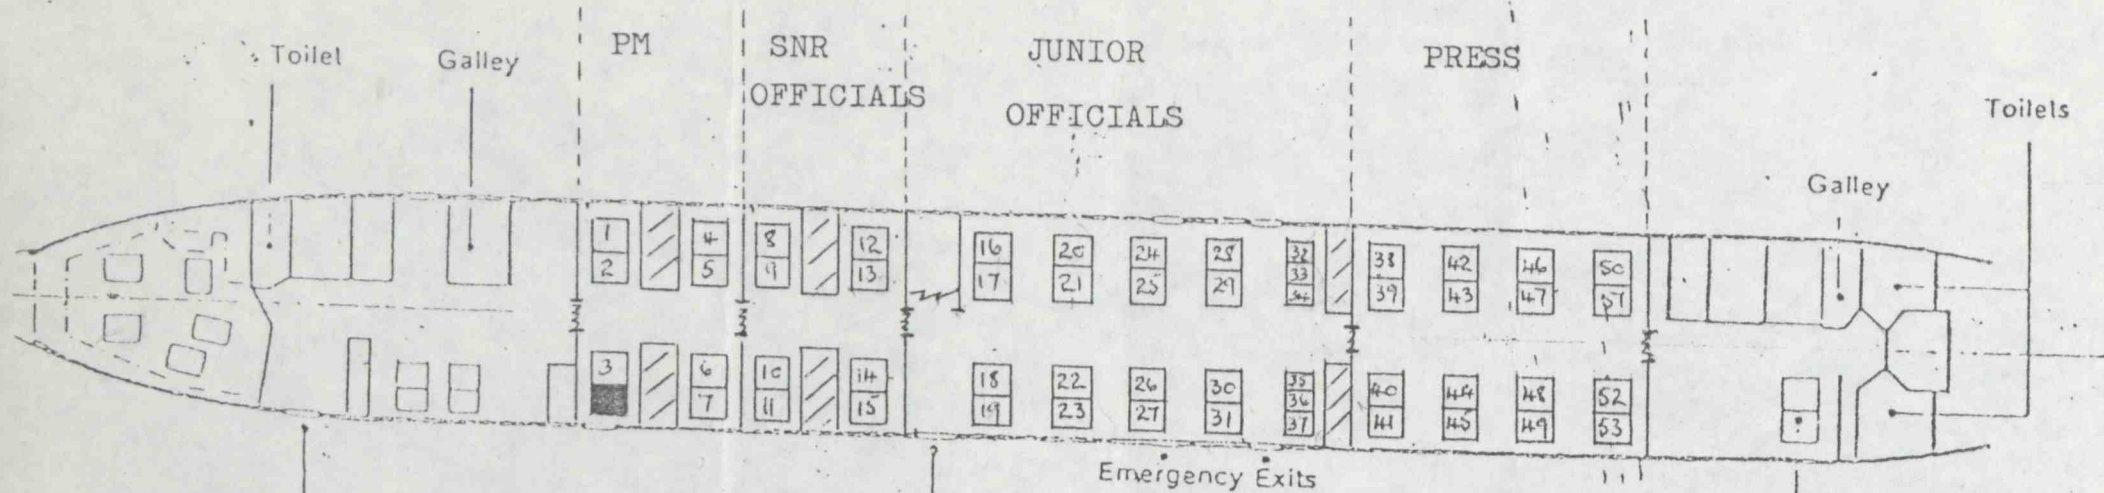 Toilet
Galley
PM
SNR
OFFICIALS
JUNIOR
OFFICIALS
PRESS
Toilets
Galley
1 4 8 12 16 20 24 28 32 38 42 46 50
2 5 9 13 17 21 25 29 33 39 43 47 51
34
3 6 10 14 18 22 26 30 35 40 44 48 52
7 11 15 19 23 27 31 36 41 45 49 53
37
Emergency Exits